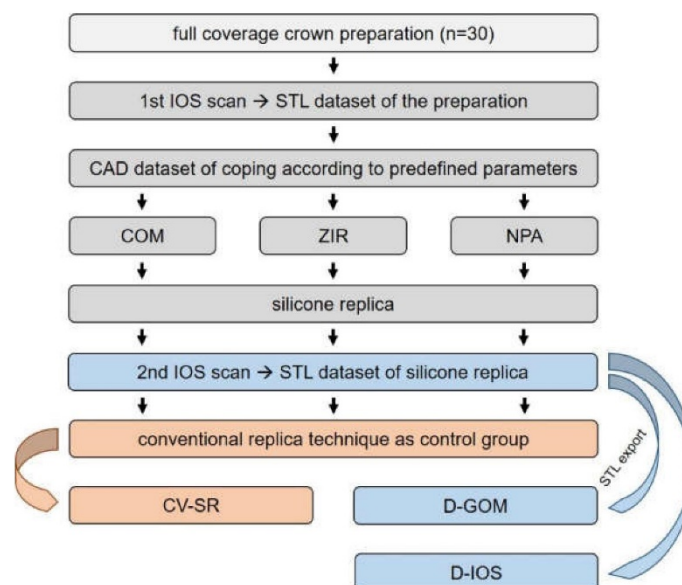 full coverage crown preparation (n=30)
1st IOS scan → STL dataset of the preparation
CAD dataset of coping according to predefined parameters
COM
ZIR
NPA
silicone replica
2nd IOS scan → STL dataset of silicone replica
conventional replica technique as control group
STL export
CV-SR
D-GOM
D-IOS